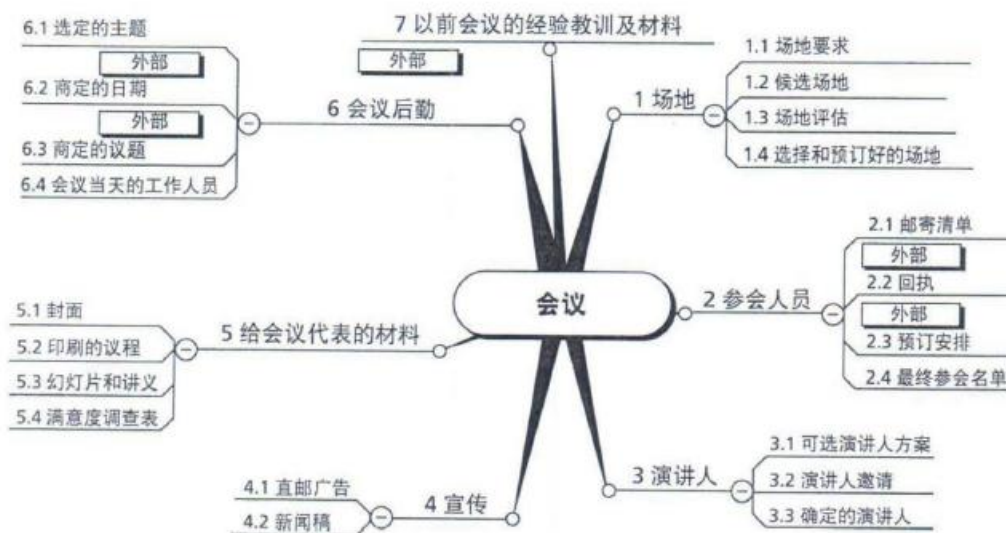 7 以前会议的经验教训及材料
外部
6.1 选定的主题
外部
6.2 商定的日期
外部
6.3 商定的议题
6.4 会议当天的工作人员
6 会议后勤
1 场地
1.1 场地要求
1.2 候选场地
1.3 场地评估
1.4 选择和预订好的场地
会议
2 参会人员
2.1 邮寄清单
外部
2.2 回执
外部
2.3 预订安排
2.4 最终参会名单
5 给会议代表的材料
5.1 封面
5.2 印刷的议程
5.3 幻灯片和讲义
5.4 满意度调查表
4 宣传
4.1 直邮广告
4.2 新闻稿
3 演讲人
3.1 可选演讲人方案
3.2 演讲人邀请
3.3 确定的演讲人